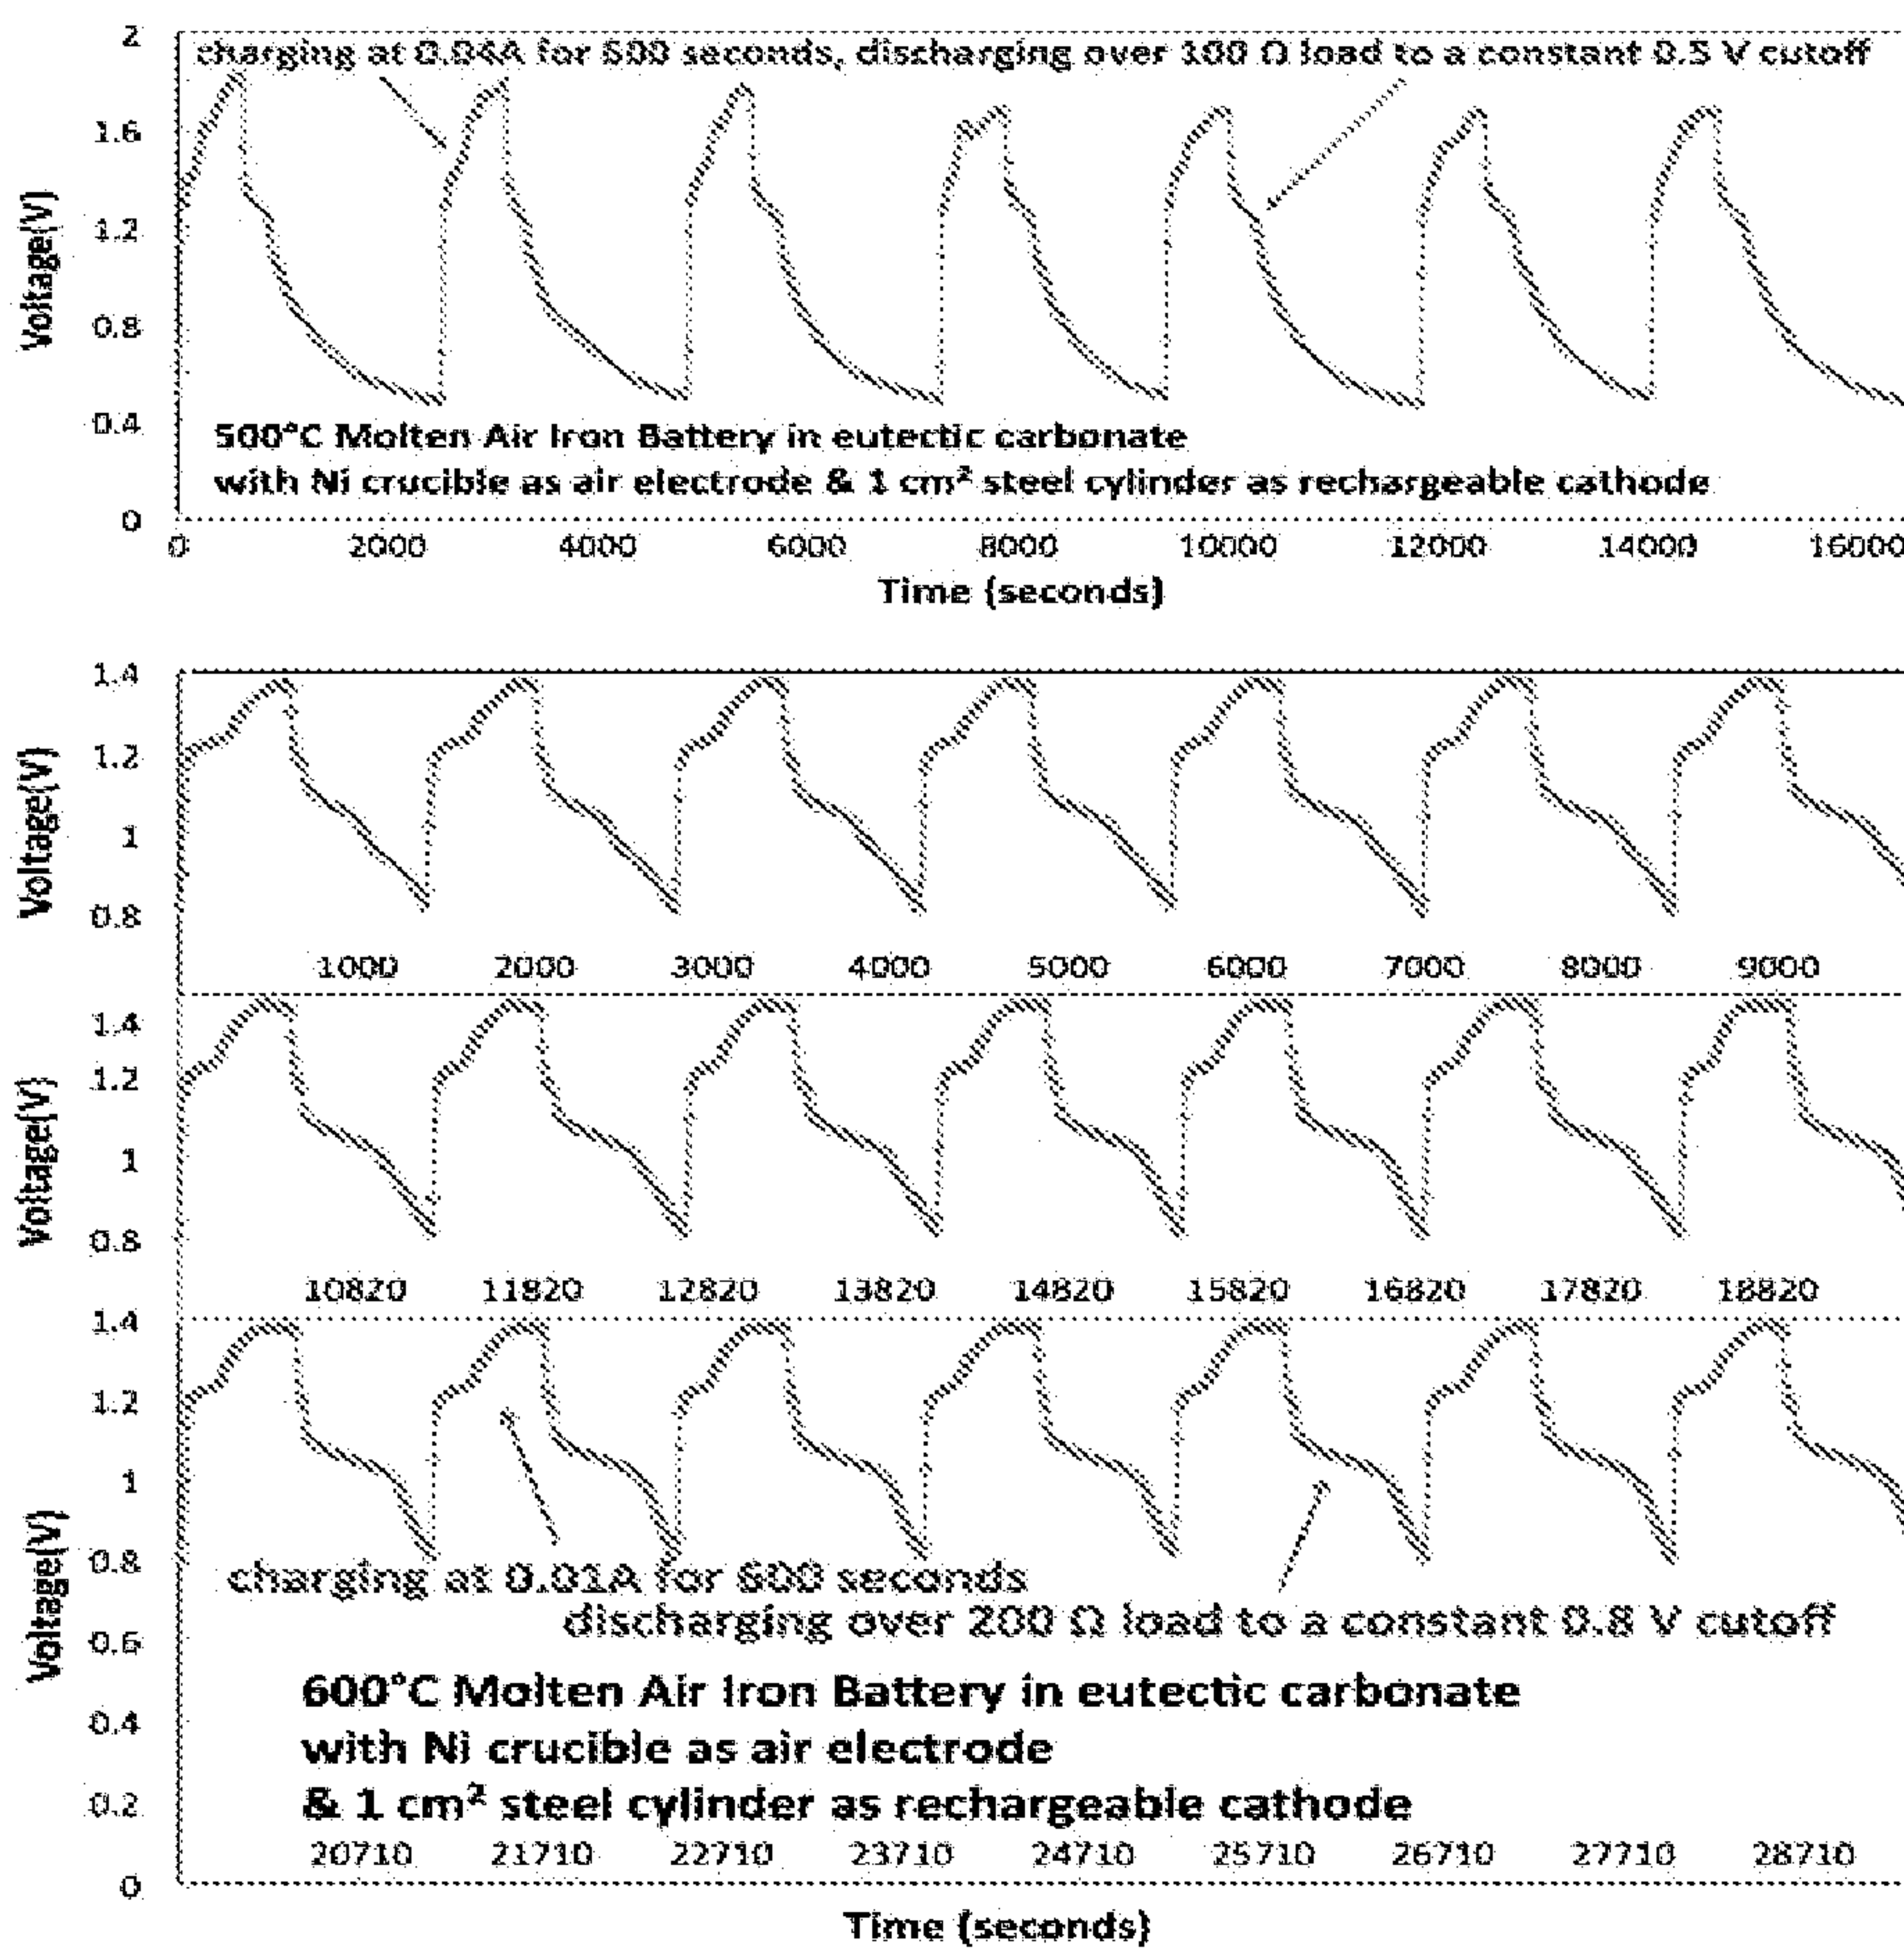 2
charging at 0.04A for 600 seconds, discharging over 100 Ω load to a constant 0.5 V cutoff
1.6
1.2
0.8
0.4
0
Voltage(V)
500°C Molten Air Iron Battery in eutectic carbonate
with Ni crucible as air electrode & 1 cm² steel cylinder as rechargeable cathode
0 2000 4000 6000 8000 10000 12000 14000 16000
Time (seconds)
1.4
1.2
1
0.8
Voltage(V)
1000 2000 3000 4000 5000 6000 7000 8000 9000
1.4
1.2
1
0.8
Voltage(V)
10820 11820 12820 13820 14820 15820 16820 17820 18820
1.4
1.2
1
0.8
0.6
0.4
0.2
0
Voltage(V)
charging at 0.01A for 600 seconds
discharging over 200 Ω load to a constant 0.8 V cutoff
600°C Molten Air Iron Battery in eutectic carbonate
with Ni crucible as air electrode
& 1 cm² steel cylinder as rechargeable cathode
20710 21710 22710 23710 24710 25710 26710 27710 28710
Time (seconds)